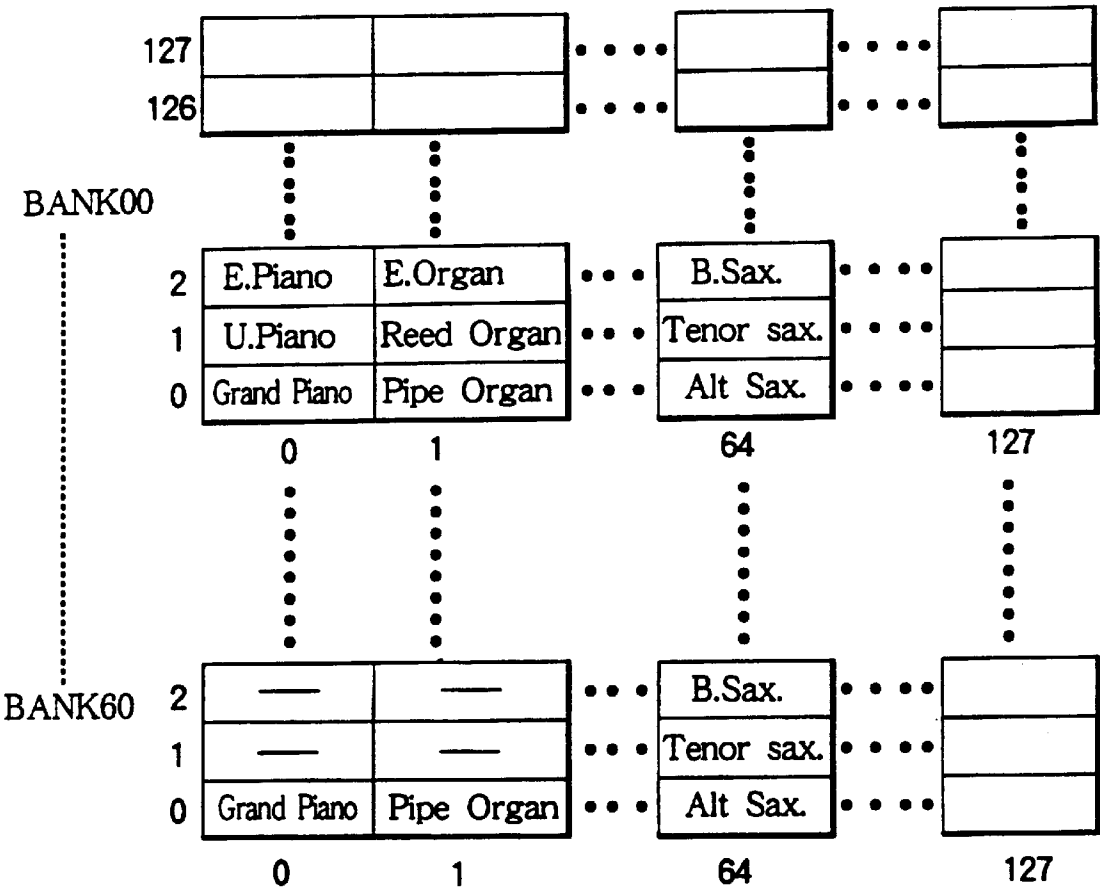 127
126
BANK00
2 E.Piano E.Organ B.Sax.
1 U.Piano Reed Organ Tenor sax.
0 Grand Piano Pipe Organ Alt Sax.
0 1 64 127
BANK60 2 B.Sax.
1 Tenor sax.
0 Grand Piano Pipe Organ Alt Sax.
0 1 64 127